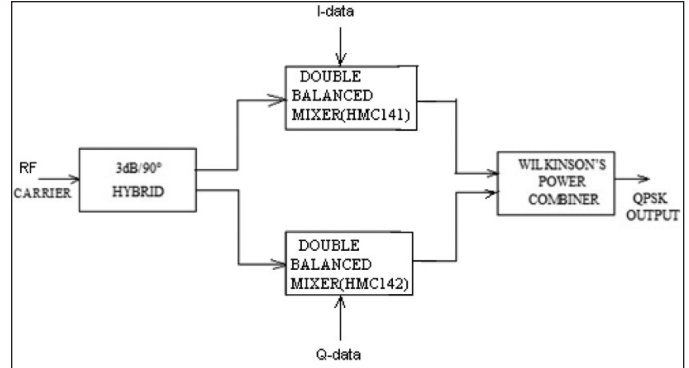 I-data
DOUBLE
BALANCED
MIXER(HMC141)
RF
CARRIER
3dB/90°
HYBRID
WILKINSON'S
POWER
COMBINER
QPSK
OUTPUT
DOUBLE
BALANCED
MIXER(HMC142)
Q-data